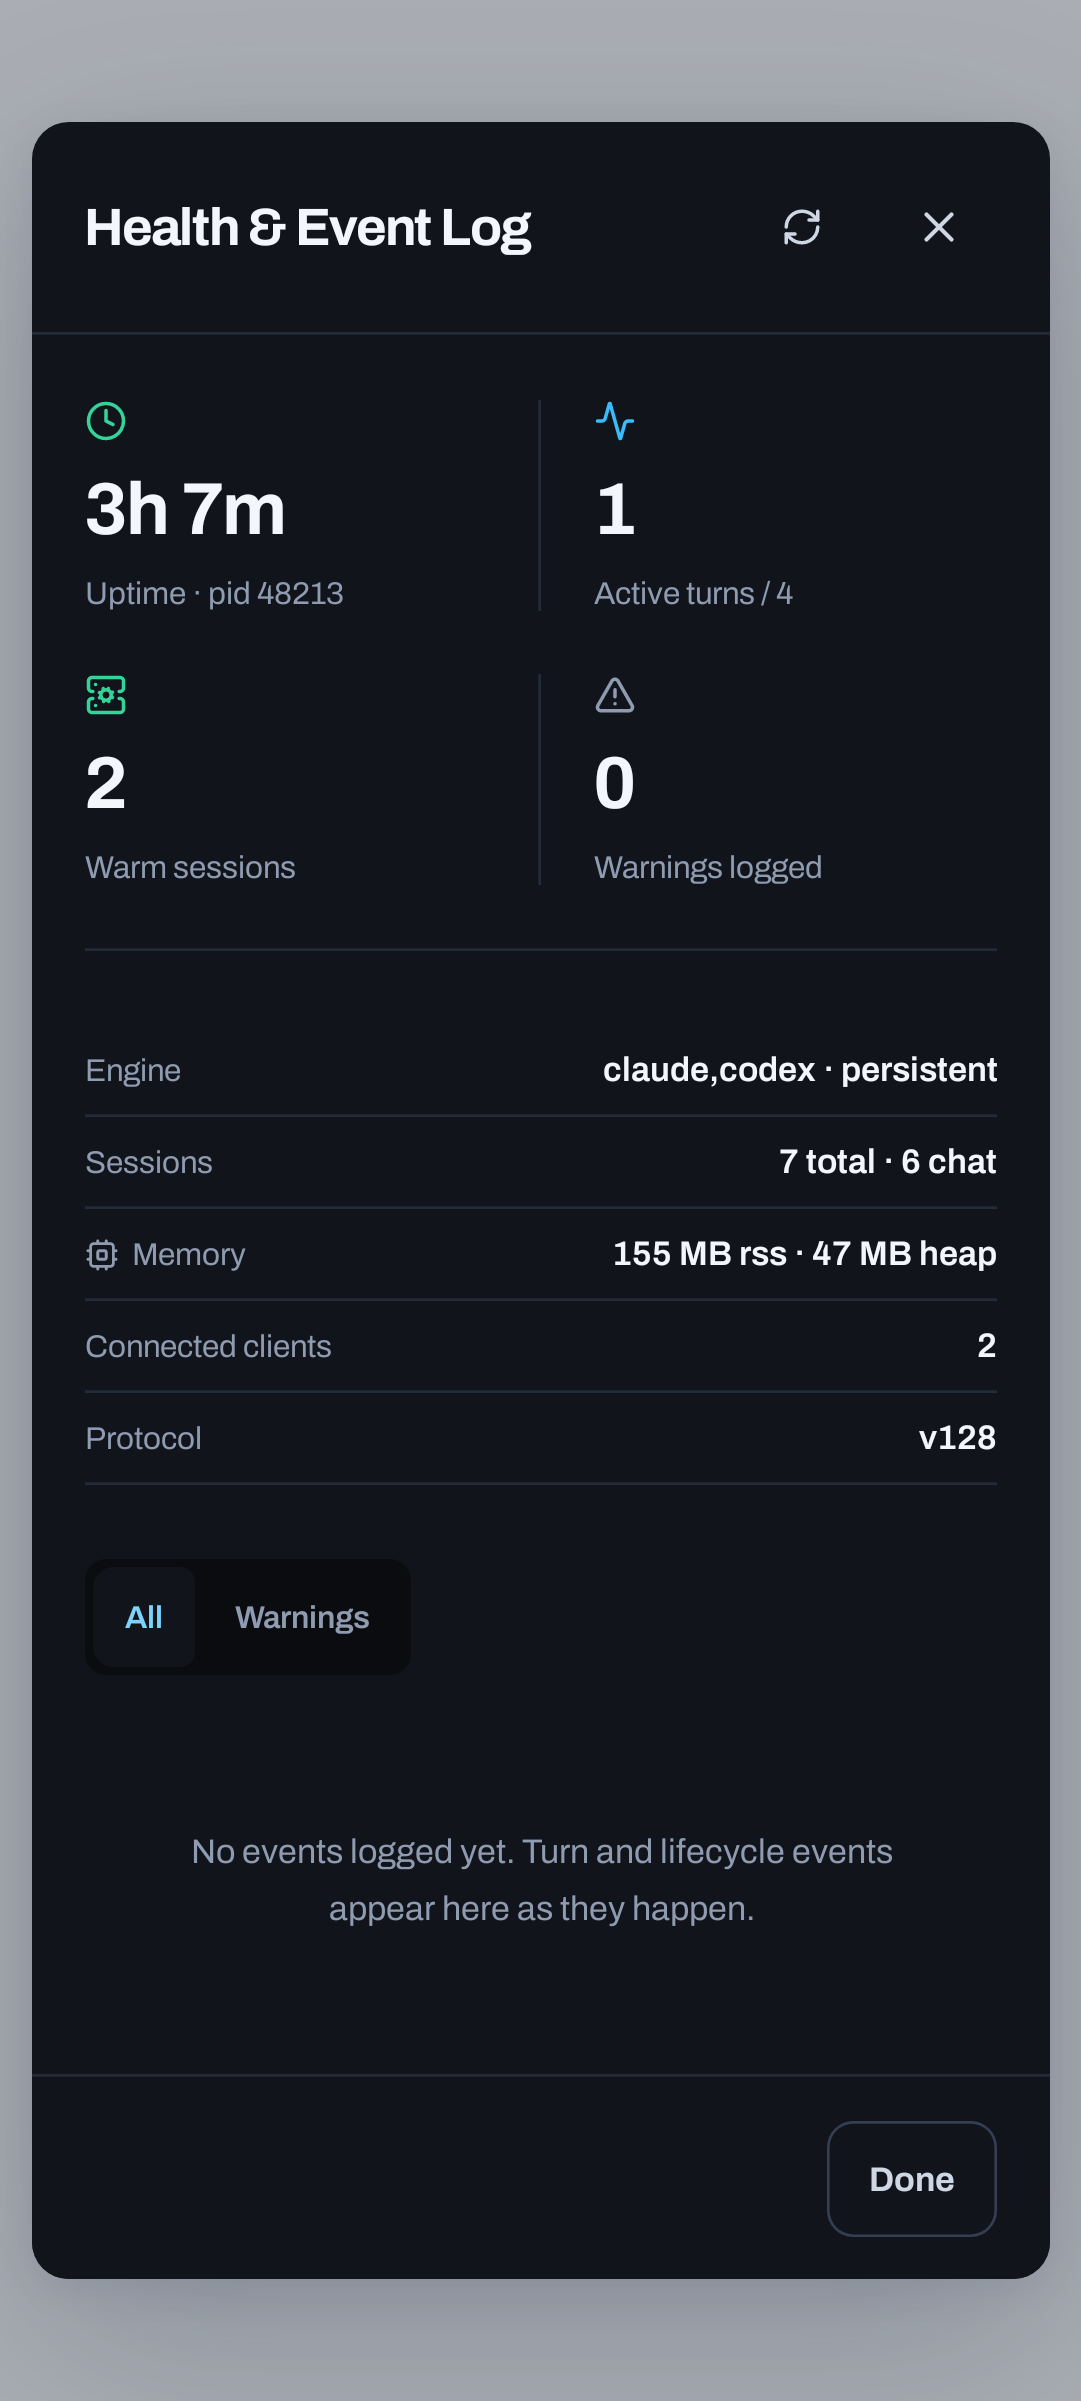 Health & Event Log
3h 7m
Uptime · pid 48213
1
Active turns / 4
2
Warm sessions
0
Warnings logged
Engine
claude,codex · persistent
Sessions
7 total · 6 chat
Memory
155 MB rss · 47 MB heap
Connected clients
2
Protocol
v128
All
Warnings
No events logged yet. Turn and lifecycle events
appear here as they happen.
Done